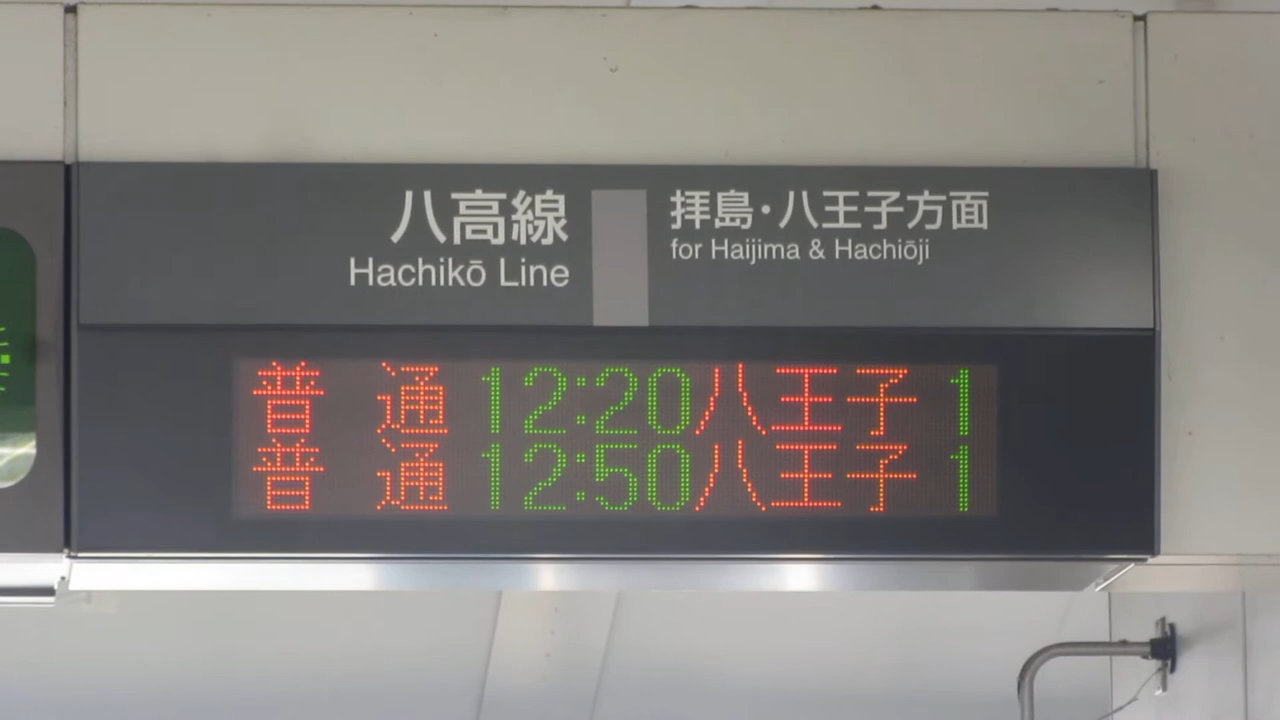 八高線
Hachikō Line
拝島・八王子方面
for Haijima & Hachiōji
普 通 12:20 八王子 1
普 通 12:50 八王子 1